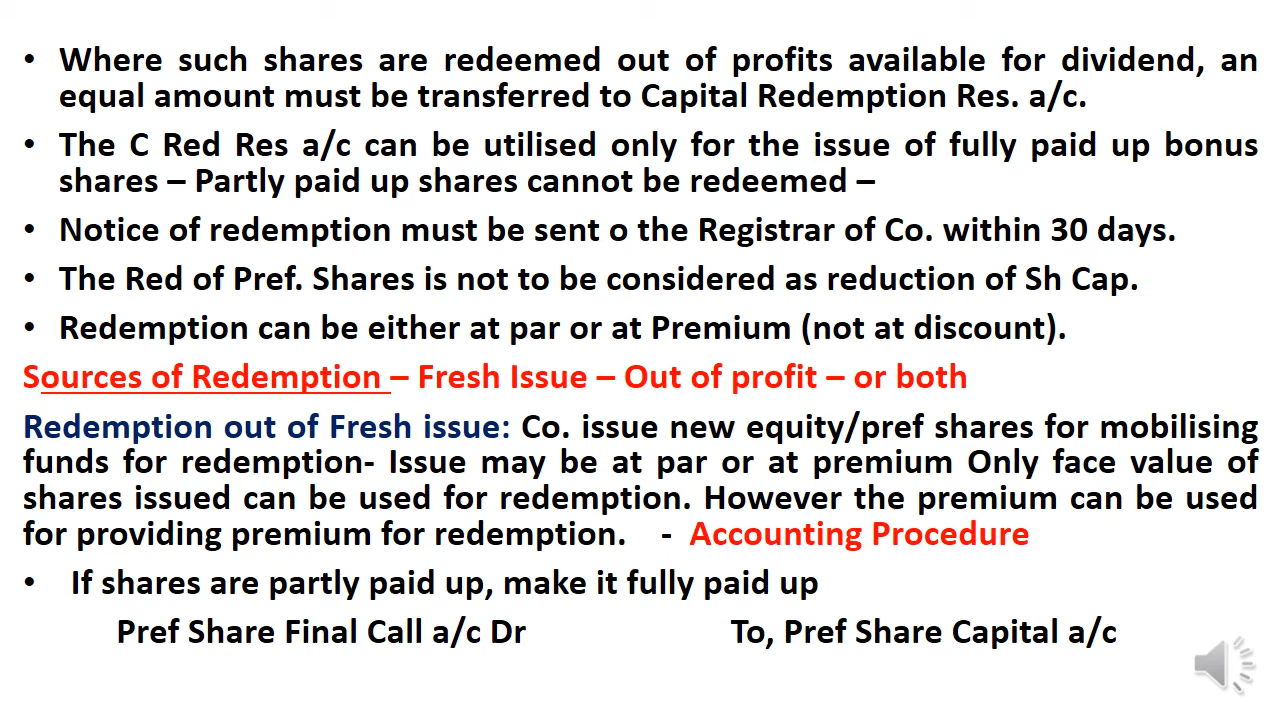 • Where such shares are redeemed out of profits available for dividend, an
equal amount must be transferred to Capital Redemption Res. a/c.
• The C Red Res a/c can be utilised only for the issue of fully paid up bonus
shares – Partly paid up shares cannot be redeemed –
• Notice of redemption must be sent o the Registrar of Co. within 30 days.
• The Red of Pref. Shares is not to be considered as reduction of Sh Cap.
• Redemption can be either at par or at Premium (not at discount).
Sources of Redemption – Fresh Issue – Out of profit – or both
Redemption out of Fresh issue: Co. issue new equity/pref shares for mobilising
funds for redemption- Issue may be at par or at premium Only face value of
shares issued can be used for redemption. However the premium can be used
for providing premium for redemption. - Accounting Procedure
• If shares are partly paid up, make it fully paid up
Pref Share Final Call a/c Dr To, Pref Share Capital a/c